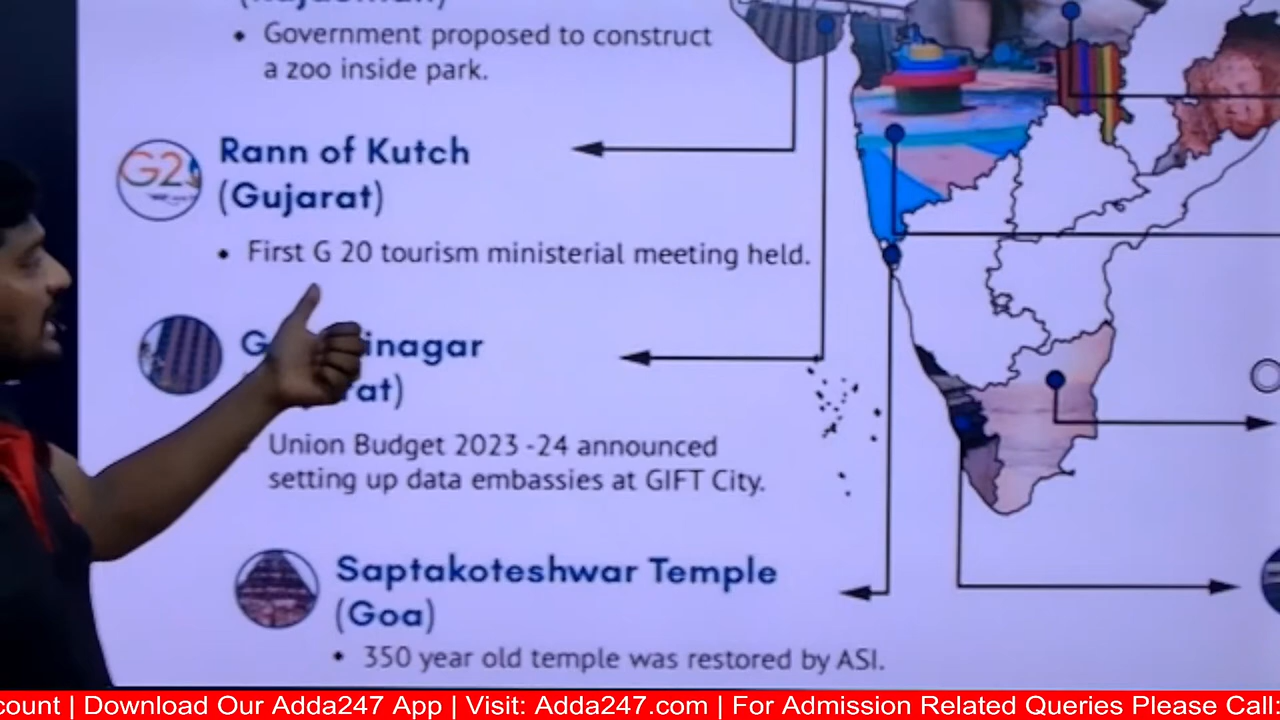 Government proposed to construct
a zoo inside park.
G2
Rann of Kutch
(Gujarat)
First G 20 tourism ministerial meeting held.
Union Budget 2023 -24 announced
setting up data embassies at GIFT City.
Saptakoteshwar Temple
(Goa)
350 year old temple was restored by ASI.
count | Download Our Adda247 App | Visit: Adda247.com | For Admission Related Queries Please Call: